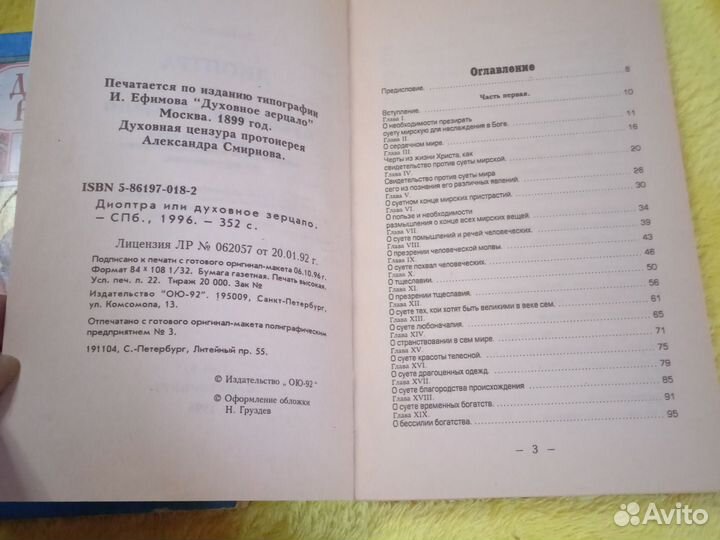 Печатается по изданию типографии
И. Ефимова "Духовное зерцало"
Москва. 1899 год.
Духовная цензура протоиерея
Александра Смирнова.
ISBN 5-86197-018-2
Диоптра или духовное зерцало.
— СПб., 1996. — 352 с.
Лицензия ЛР № 062057 от 20.01.92 г.
Подписано к печати с готового оригинал-макета 06.10.96 г.
Формат 84 х 108 1/32. Бумага газетная. Печать высокая.
Усл. печ. л. 22. Тираж 20 000. Зак №
Издательство "ОЮ-92". 195009, Санкт-Петербург,
ул. Комсомола, 13.
Отпечатано с готового оригинал-макета полиграфическим
предприятием № 3.
191104, С.-Петербург, Литейный пр. 55.
© Издательство „ ОЮ-92"
© Оформление обложки
Н. Груздев
Оглавление
Предисловие. 8
Часть первая.
Вступление. 10
Глава I.
О необходимости презирать
суету мирскую для наслаждения в Боге. 11
Глава II.
О сердечном мире. 16
Глава III.
Черты из жизни Христа, как
свидетельство против суеты мирской. 20
Глава IV.
Свидетельство против суеты мира
сего из познания его различных явлений. 26
Глава V.
О суетном конце мирских пристрастий. 30
Глава VI.
О пользе и необходимости
размышления о конце всех мирских вещей. 34
Глава VII.
О суете помышлений и речей человеческих. 39
Глава VIII.
О презрении человеческой молвы. 43
Глава IX.
О суете похвал человеческих. 46
Глава X.
О тщеславии. 50
Глава XI.
О презрении тщеславия. 56
Глава XII.
О суете тех, кои хотят быть великими в веке сем. 61
Глава XIII.
О суете любоначалия. 65
Глава XIV.
О странствовании в сем мире. 71
Глава XV.
О суете красоты телесной. 75
Глава XVI.
О суете драгоценных одежд. 79
Глава XVII.
О суете благородства происхождения 85
Глава XVIII.
О суете временных богатств. 91
Глава XIX.
О бессилии богатства. 95
— 3 —
Avito